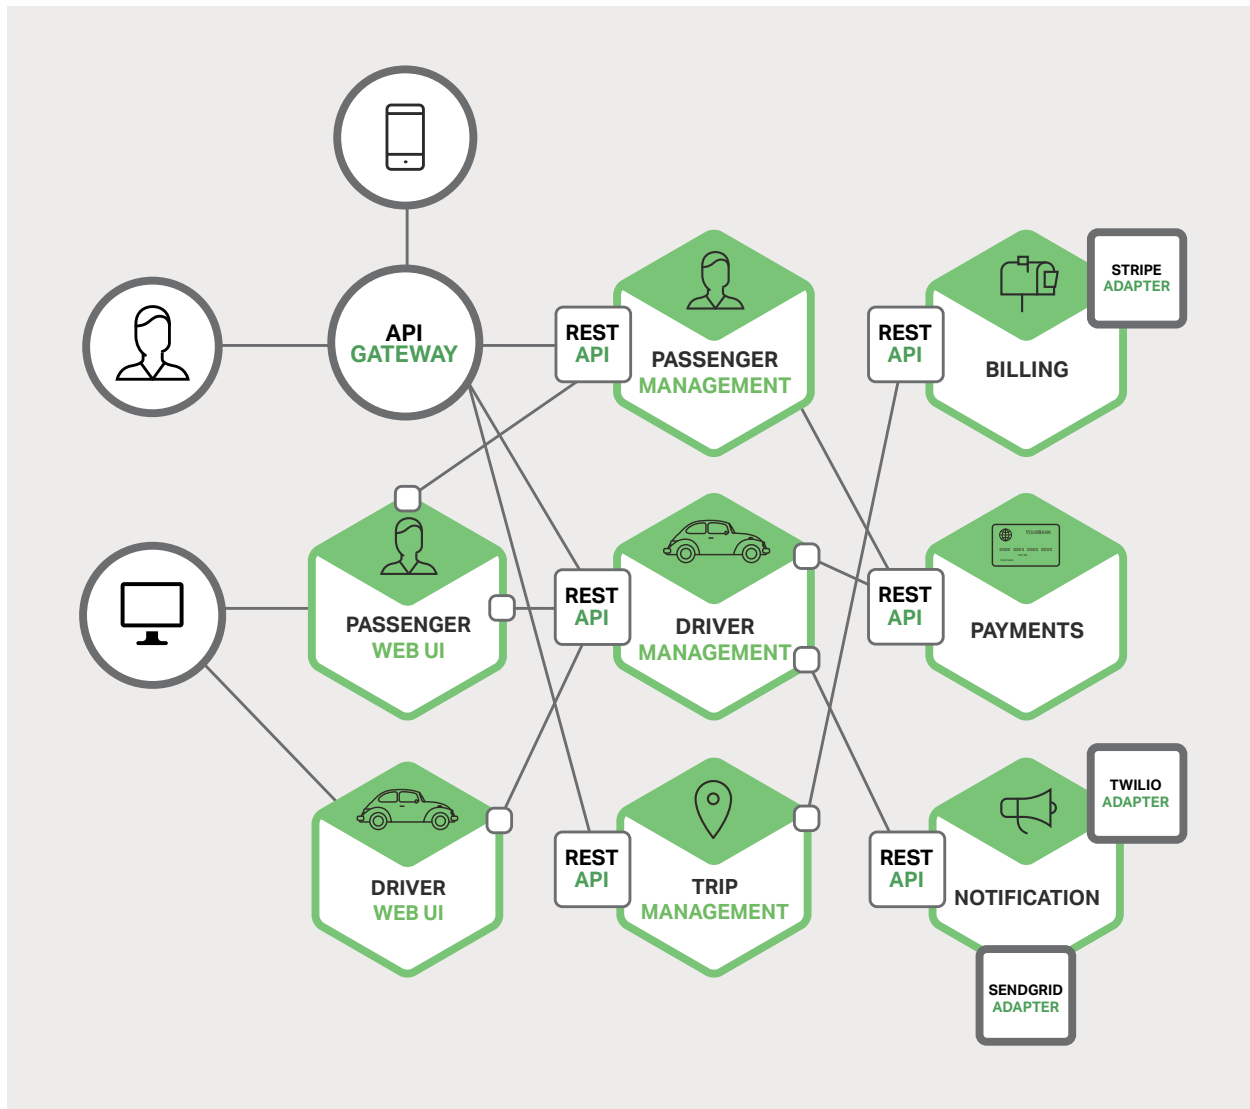 API
GATEWAY
REST
API
PASSENGER
MANAGEMENT
REST
API
BILLING
STRIPE
ADAPTER
PASSENGER
WEB UI
REST
API
DRIVER
MANAGEMENT
REST
API
YOURBANK
PAYMENTS
DRIVER
WEB UI
REST
API
TRIP
MANAGEMENT
REST
API
NOTIFICATION
TWILIO
ADAPTER
SENDGRID
ADAPTER